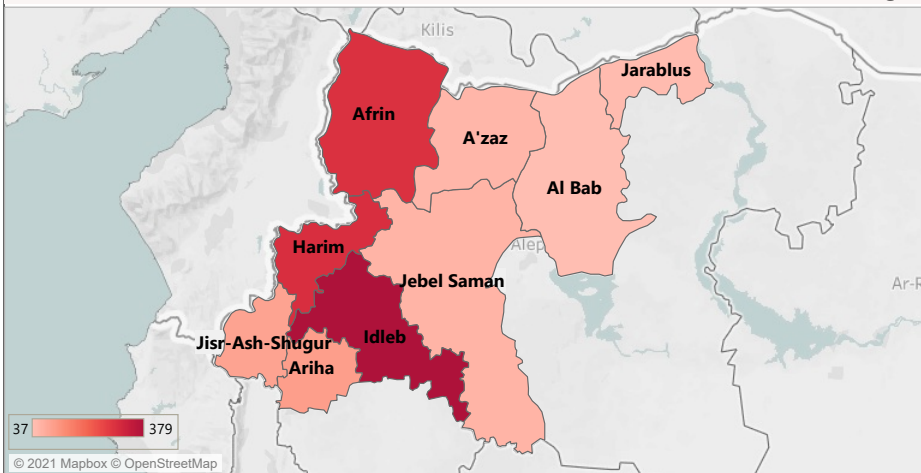 Kilis
Jarablus
Afrin
A'zaz
Al Bab
Harim
Alep
Jebel Saman
Ar-R
Idleb
Jisr-Ash-Shugur
Ariha
37
379
© 2021 Mapbox © OpenStreetMap